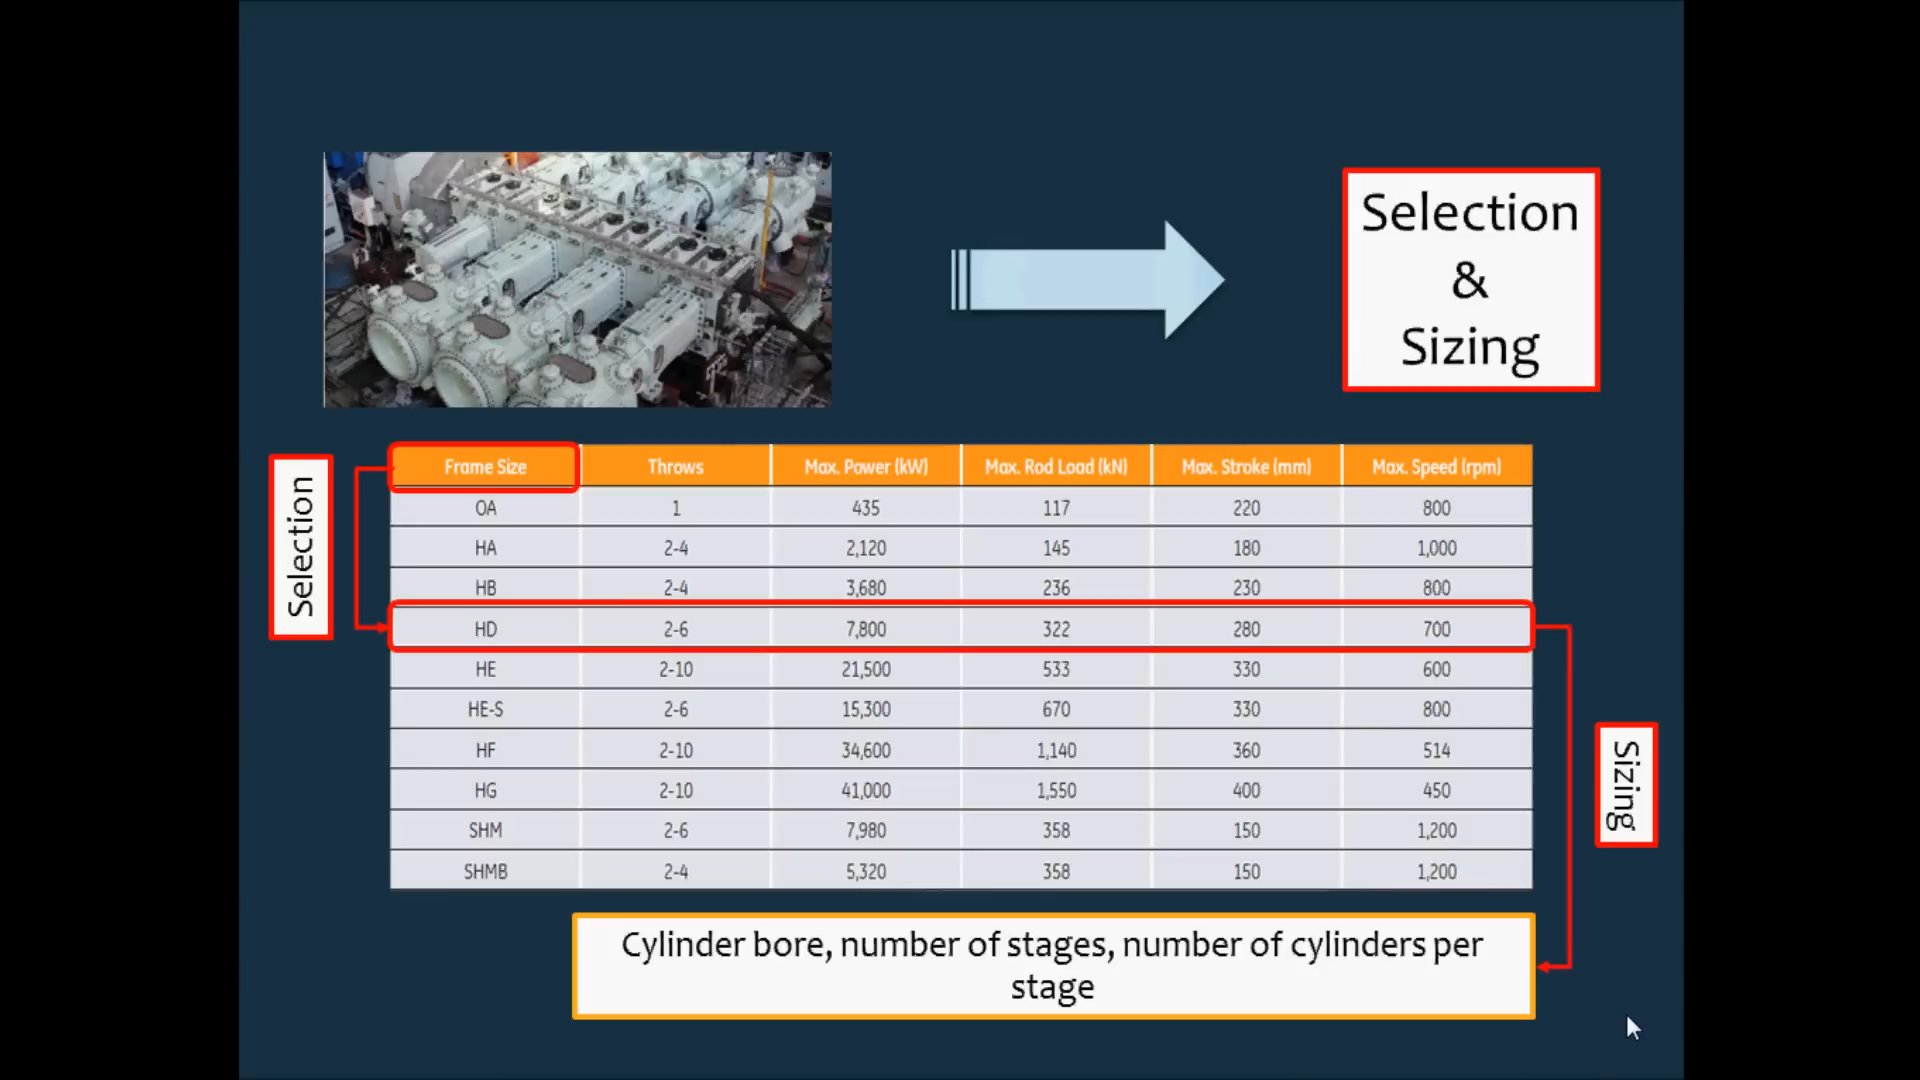 Selection
&
Sizing
Selection
Frame Size Throws Max. Power (kW) Max. Rod Load (kN) Max. Stroke (mm) Max. Speed (rpm)
OA 1 435 117 220 800
HA 2-4 2,120 145 180 1,000
HB 2-4 3,680 236 230 800
HD 2-6 7,800 322 280 700
HE 2-10 21,500 533 330 600
HE-S 2-6 15,300 670 330 800
HF 2-10 34,600 1,140 360 514
HG 2-10 41,000 1,550 400 450
SHM 2-6 7,980 358 150 1,200
SHMB 2-4 5,320 358 150 1,200
Sizing
Cylinder bore, number of stages, number of cylinders per
stage